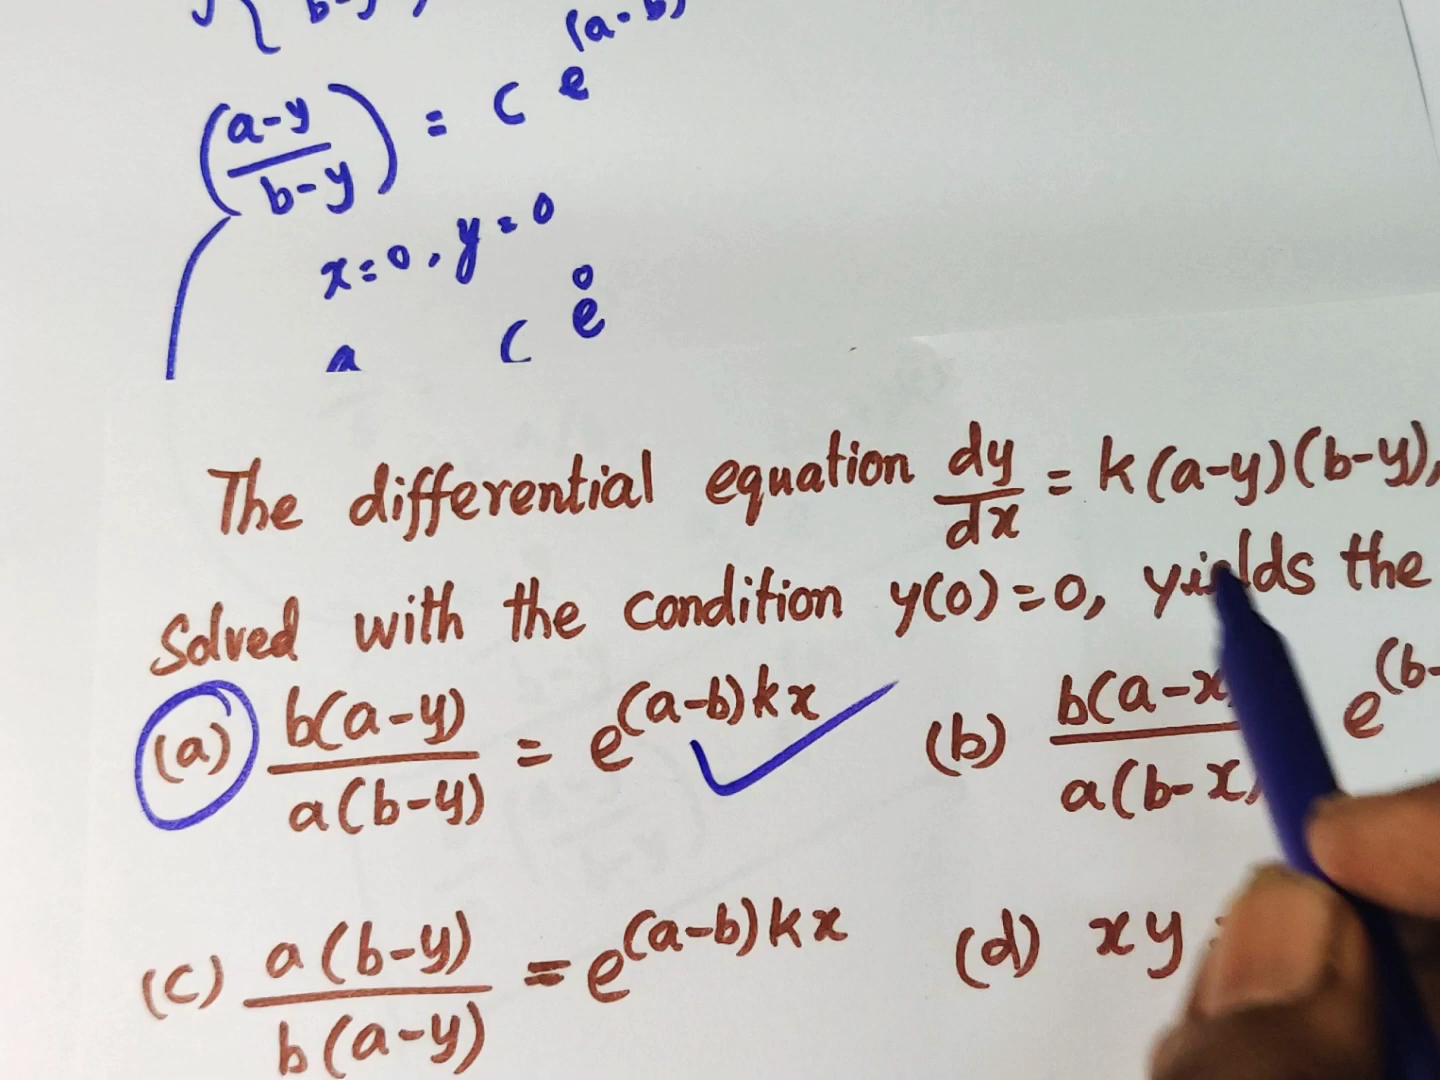 b-y
(a-b)
(a-y / b-y) = c e
x=0, y=0
a c e^0
The differential equation dy/dx = k(a-y)(b-y),
Solved with the condition y(0)=0, yields the
(a) b(a-y) / a(b-y) = e^(a-b)kx (b) b(a-x) / a(b-x) e^(b-
(c) a(b-y) / b(a-y) = e^(a-b)kx (d) xy =